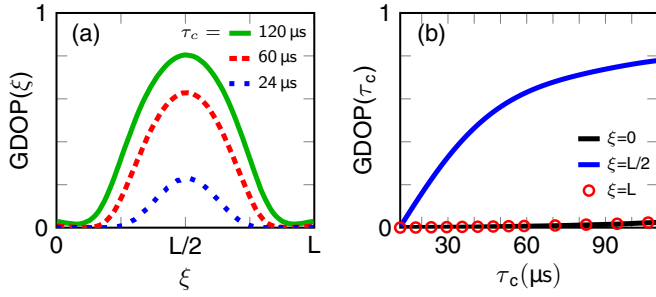 (a)
τc = 120 μs
60 μs
24 μs
1
0
GDOP(ξ)
0 L/2 L
ξ
(b)
1
0
GDOP(τc)
ξ=0
ξ=L/2
ξ=L
30 60 90
τc(μs)